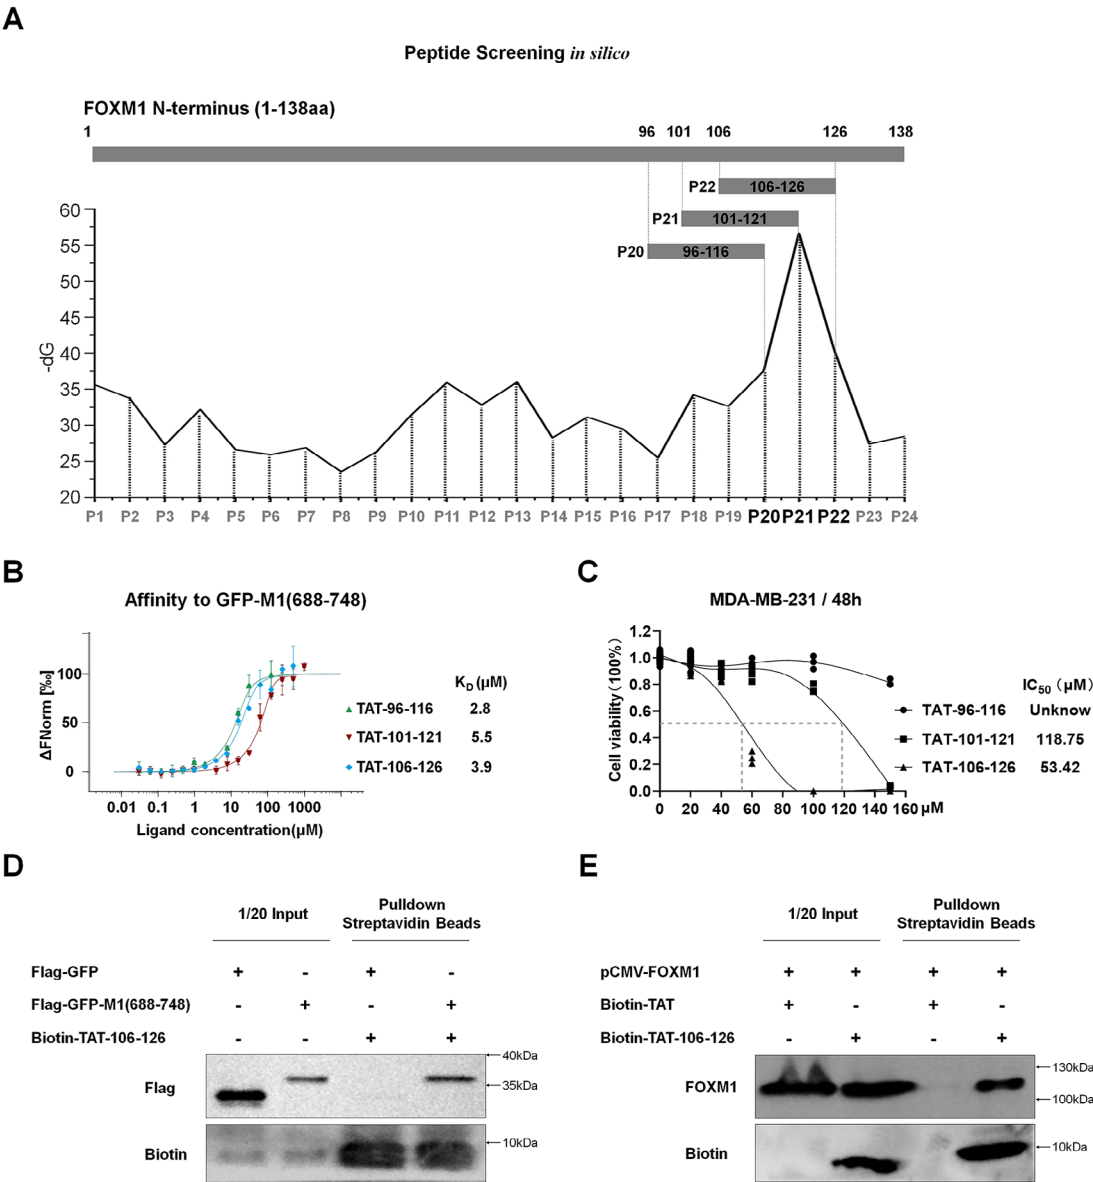 A
Peptide Screening in silico
FOXM1 N-terminus (1-138aa)
1 96 101 106 126 138
P22 106-126
P21 101-121
P20 96-116
60
55
50
45
40
35
30
25
20
-dG
P1 P2 P3 P4 P5 P6 P7 P8 P9 P10 P11 P12 P13 P14 P15 P16 P17 P18 P19 P20 P21 P22 P23 P24
B
Affinity to GFP-M1(688-748)
ΔFNorm [‰]
100
50
0
0.01 0.1 1 10 100 1000
Ligand concentration(μM)
KD (μM)
TAT-96-116 2.8
TAT-101-121 5.5
TAT-106-126 3.9
C
MDA-MB-231 / 48h
Cell viability (100%)
1.2
1.0
0.8
0.6
0.4
0.2
0.0
0 20 40 60 80 100 120 140 160 μM
IC50 (μM)
TAT-96-116 Unknow
TAT-101-121 118.75
TAT-106-126 53.42
D
1/20 Input
Pulldown
Streptavidin Beads
Flag-GFP + - + -
Flag-GFP-M1(688-748) - + - +
Biotin-TAT-106-126 - - + +
Flag
40kDa
35kDa
Biotin
10kDa
E
1/20 Input
Pulldown
Streptavidin Beads
pCMV-FOXM1 + + + +
Biotin-TAT + - + -
Biotin-TAT-106-126 - + - +
FOXM1
130kDa
100kDa
Biotin
10kDa